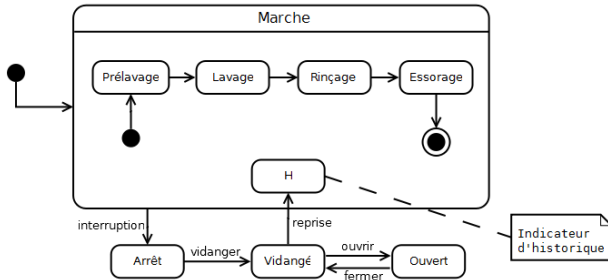 Marche
Prélavage
Lavage
Rinçage
Essorage
H
interruption
reprise
Indicateur
d'historique
Arrêt
vidanger
Vidangé
ouvrir
fermer
Ouvert